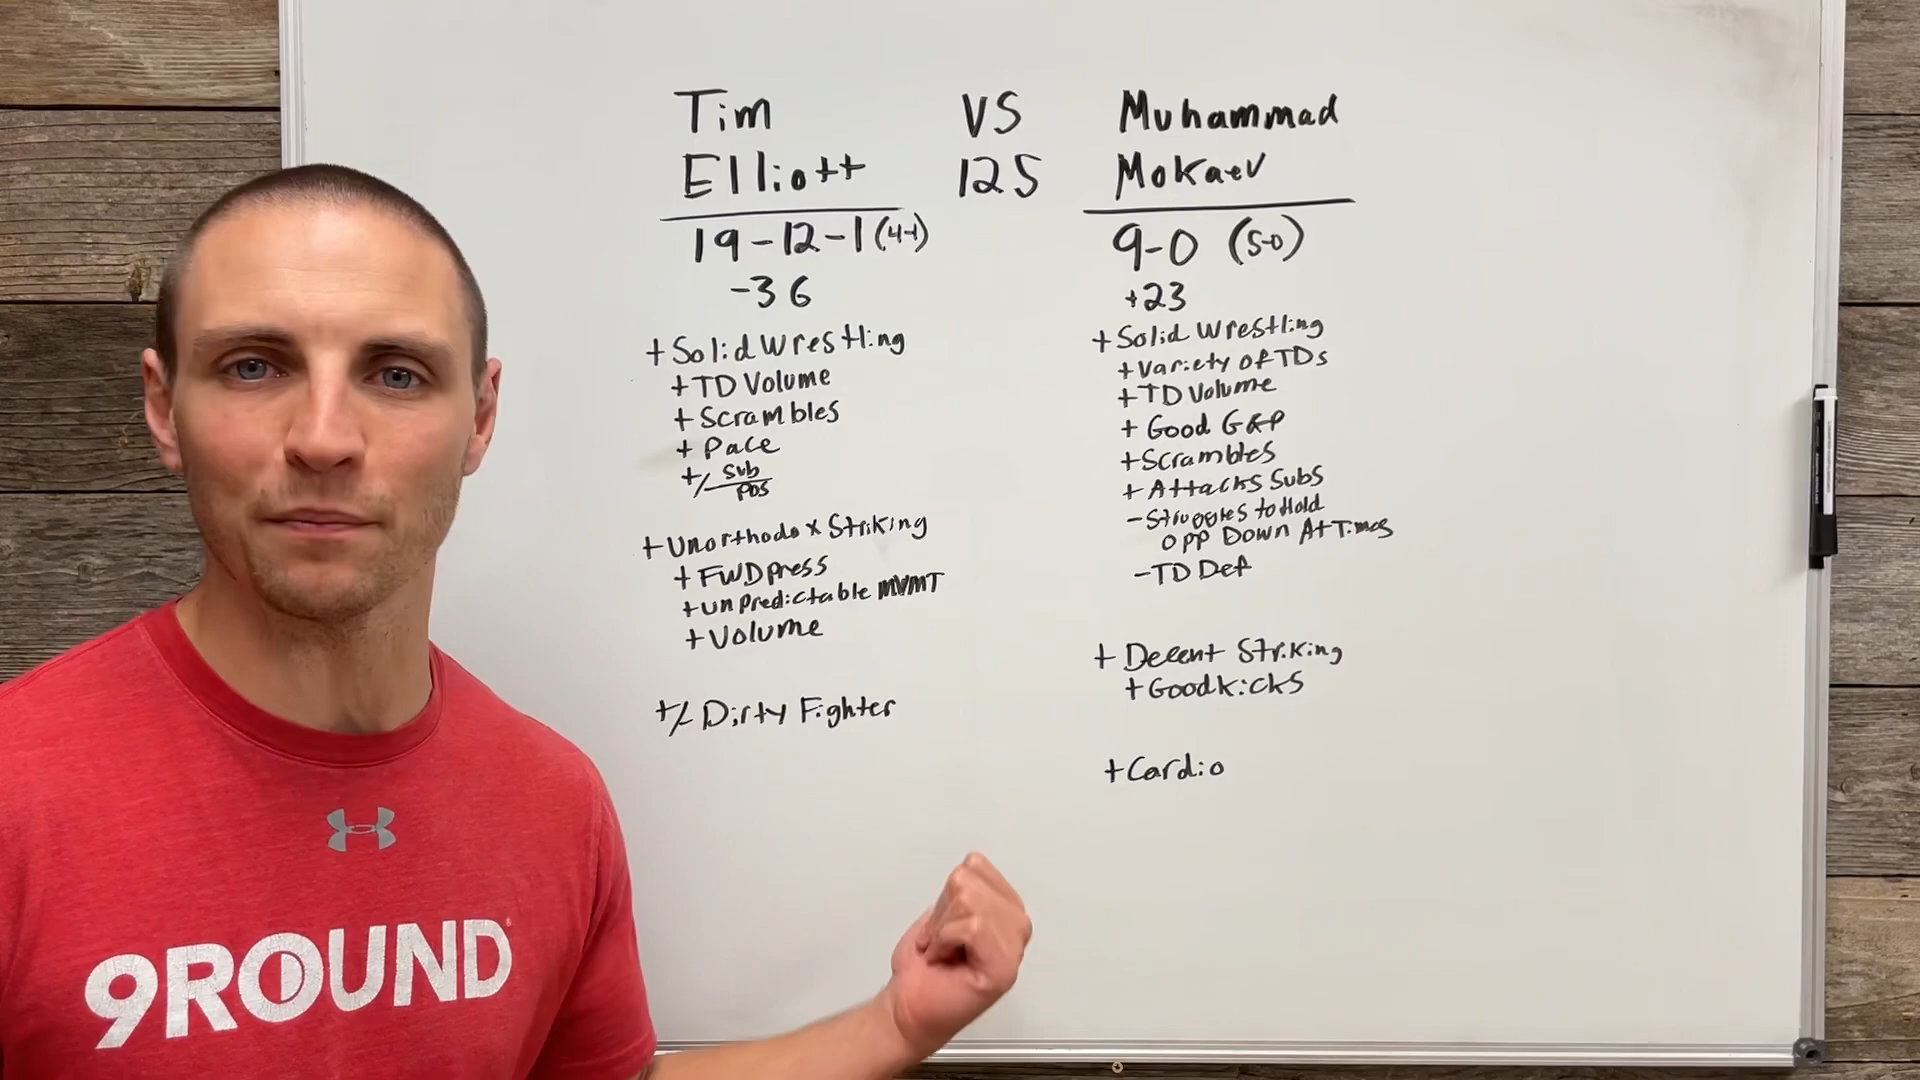 Tim VS Muhammad
Elliott 125 Mokaev
19-12-1 (4-1)
-36
+ Solid Wrestling
+ TD Volume
+ Scrambles
+ Pace
+/- Sub
Pos
+ Unorthodox Striking
+ FWD press
+ unpredictable MVMT
+ Volume
+/- Dirty Fighter
9-0 (5-0)
+23
+ Solid Wrestling
+ Variety of TDs
+ TD Volume
+ Good G&P
+ Scrambles
+ Attacks Subs
- Struggles to Hold
opp Down At Times
- TD Def
+ Decent Striking
+ Good kicks
+ Cardio
9ROUND